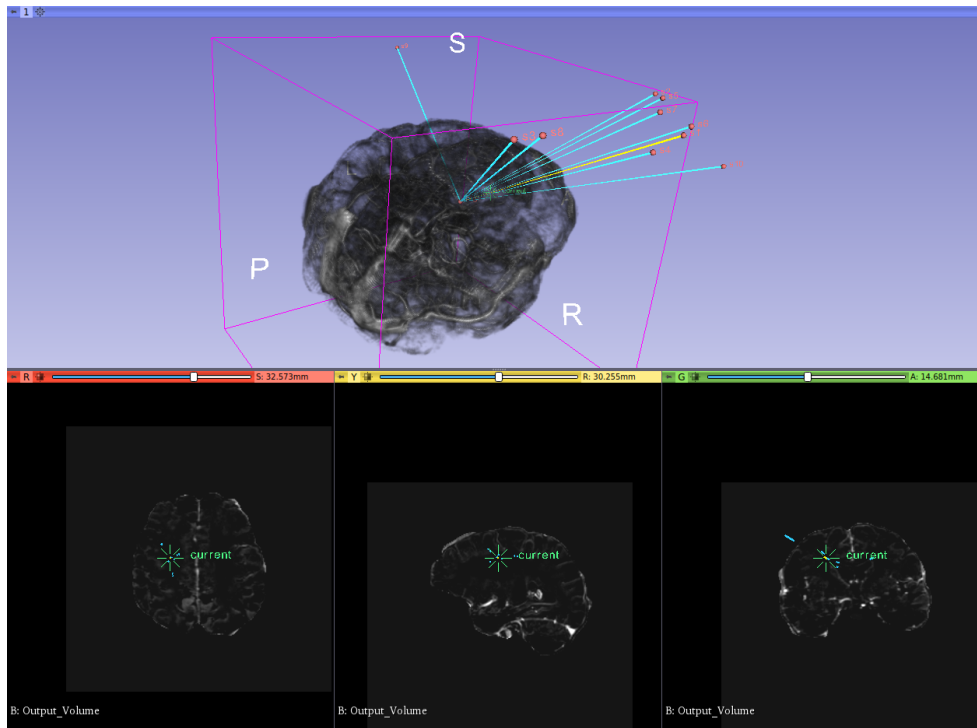 1
S
#B
P
R
R
S: 32.573mm
Y
R: 30.255mm
G
A: 14.681mm
current
current
current
B: Output_Volume
B: Output_Volume
B: Output_Volume